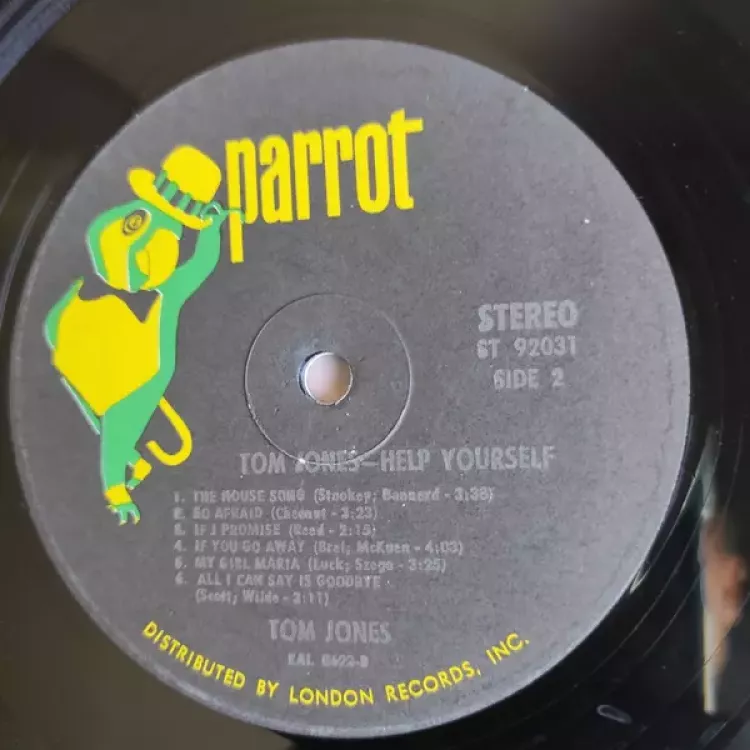 parrot
STEREO
ST 92031
SIDE 2
TOM JONES—HELP YOURSELF
1. THE HOUSE SONG (Stookey; Bannard - 3:38)
2. SO AFRAID (Chesnut - 3:23)
3. IF I PROMISE (Reed - 2:15)
4. IF YOU GO AWAY (Brel; McKuen - 4:03)
5. MY GIRL MARIA (Luck; Szego - 3:25)
6. ALL I CAN SAY IS GOODBYE
(Scott; Wilde - 3:11)
TOM JONES
DISTRIBUTED BY LONDON RECORDS, INC.